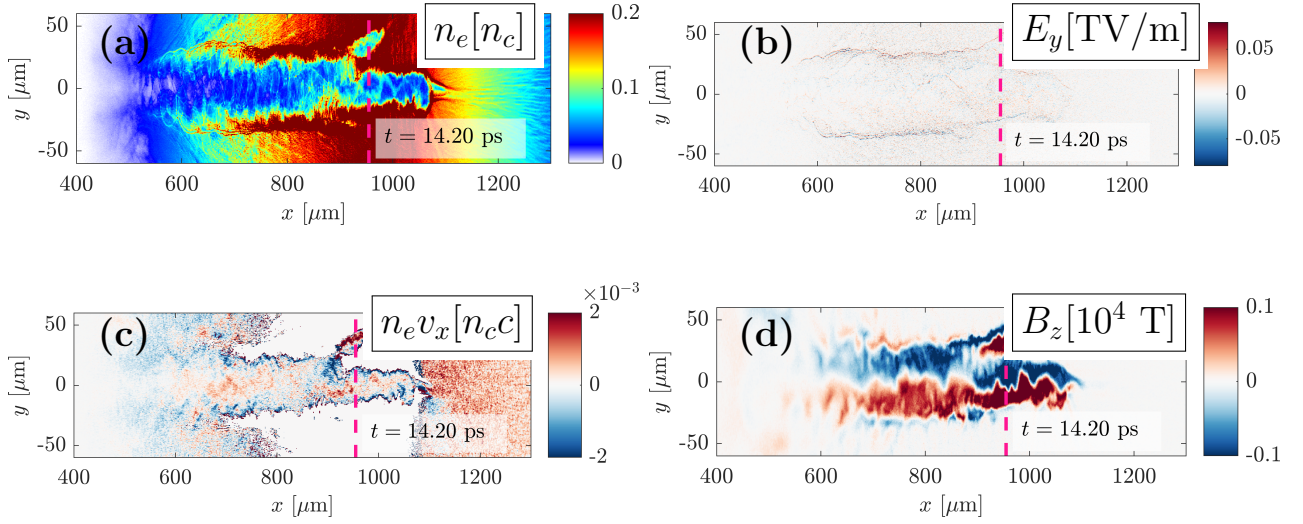 (a)
n_e[n_c]
0.2
0.1
0
50
0
-50
y [μm]
t = 14.20 ps
400 600 800 1000 1200
x [μm]
(b)
E_y[TV/m]
0.05
0
-0.05
50
0
-50
y [μm]
t = 14.20 ps
400 600 800 1000 1200
x [μm]
(c)
n_e v_x[n_c c]
×10⁻³
2
0
-2
50
0
-50
y [μm]
t = 14.20 ps
400 600 800 1000 1200
x [μm]
(d)
B_z[10⁴ T]
0.1
0
-0.1
50
0
-50
y [μm]
t = 14.20 ps
400 600 800 1000 1200
x [μm]